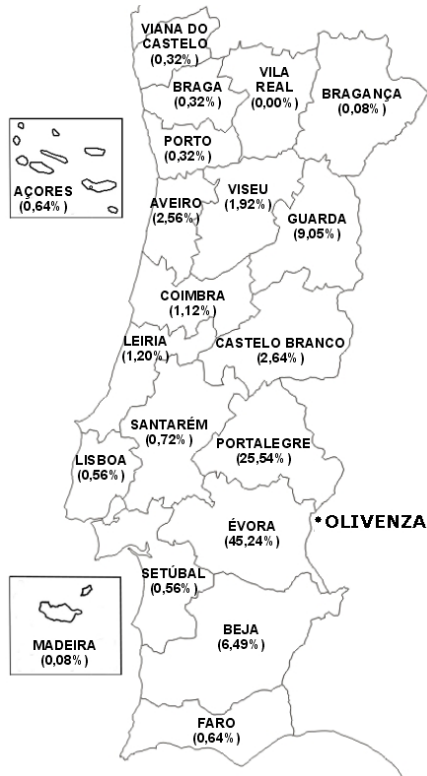 VIANA DO
CASTELO
(0,32%)
BRAGA
(0,32%)
VILA
REAL
(0,00%)
BRAGANÇA
(0,08%)
PORTO
(0,32%)
AÇORES
(0,64%)
AVEIRO
(2,56%)
VISEU
(1,92%)
GUARDA
(9,05%)
COIMBRA
(1,12%)
LEIRIA
(1,20%)
CASTELO BRANCO
(2,64%)
SANTARÉM
(0,72%)
PORTALEGRE
(25,54%)
LISBOA
(0,56%)
ÉVORA
(45,24%)
OLIVENZA
SETÚBAL
(0,56%)
MADEIRA
(0,08%)
BEJA
(6,49%)
FARO
(0,64%)